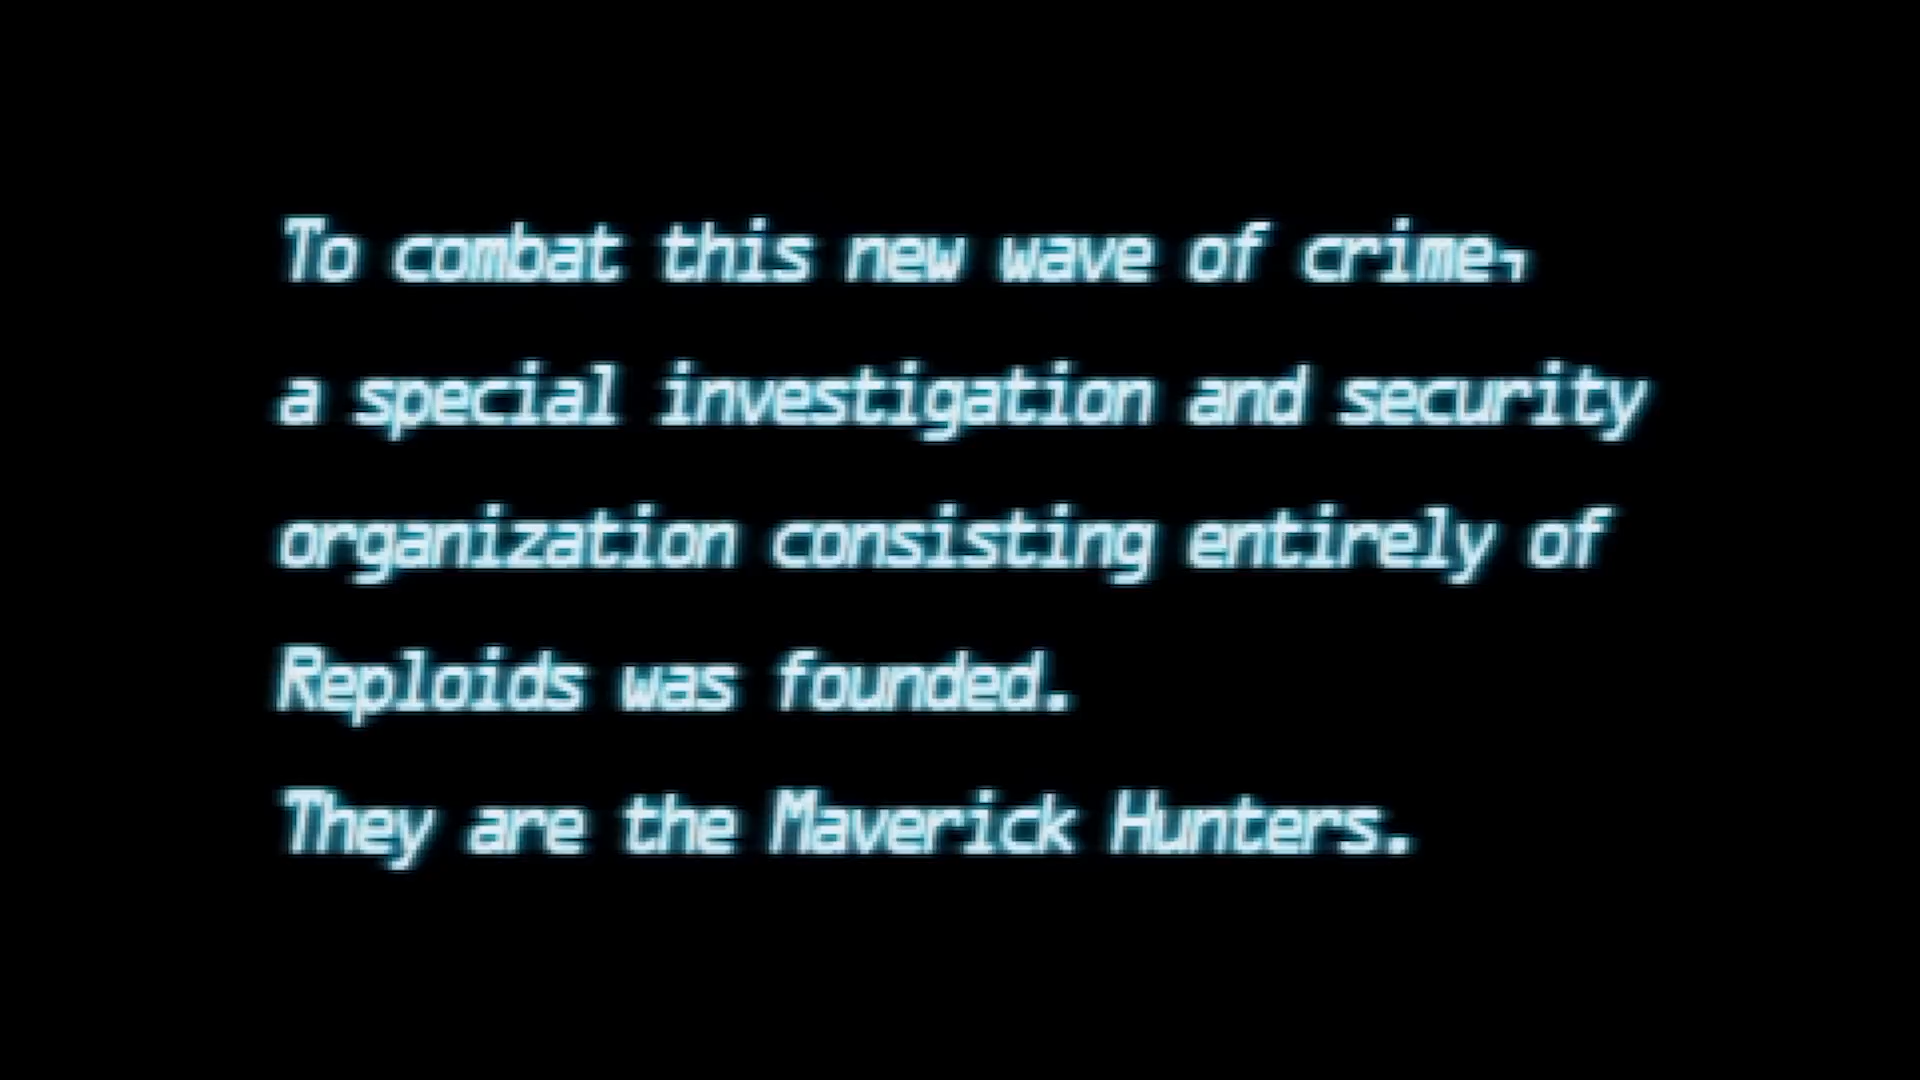 To combat this new wave of crime,
a special investigation and security
organization consisting entirely of
Reploids was founded.
They are the Maverick Hunters.